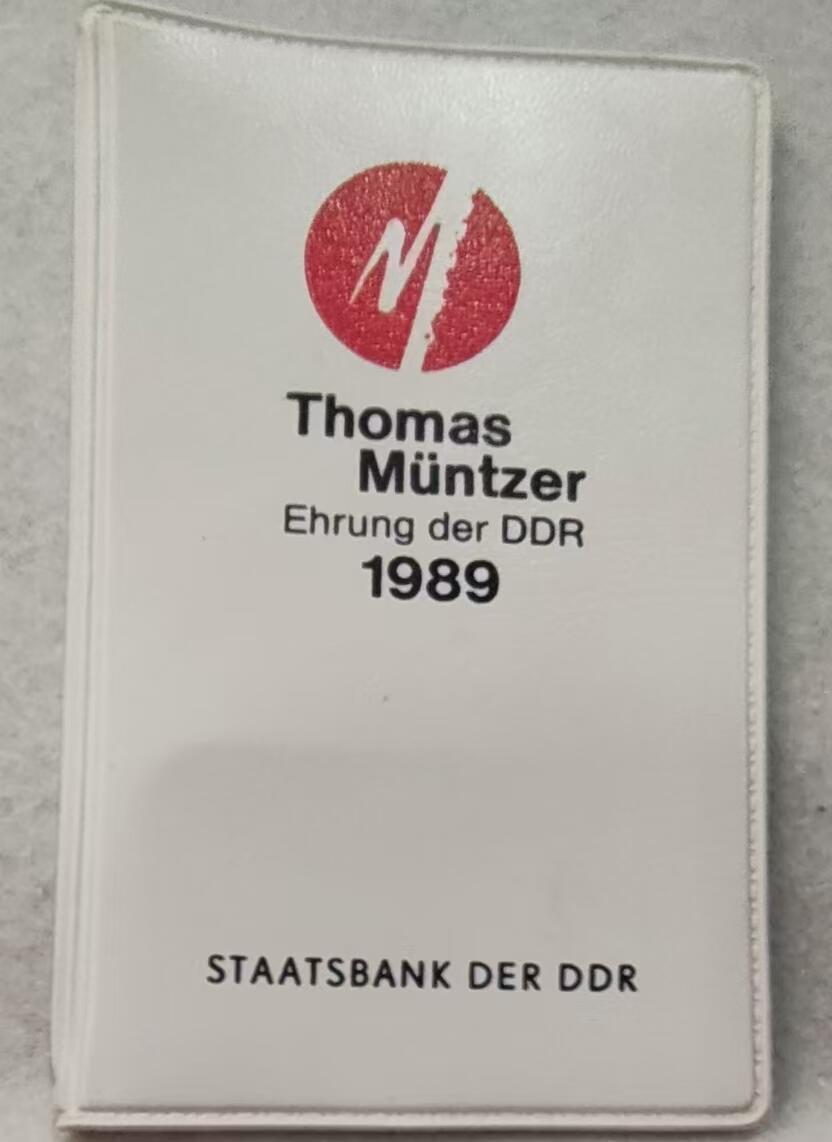 M
Thomas
Müntzer
Ehrung der DDR
1989
STAATSBANK DER DDR